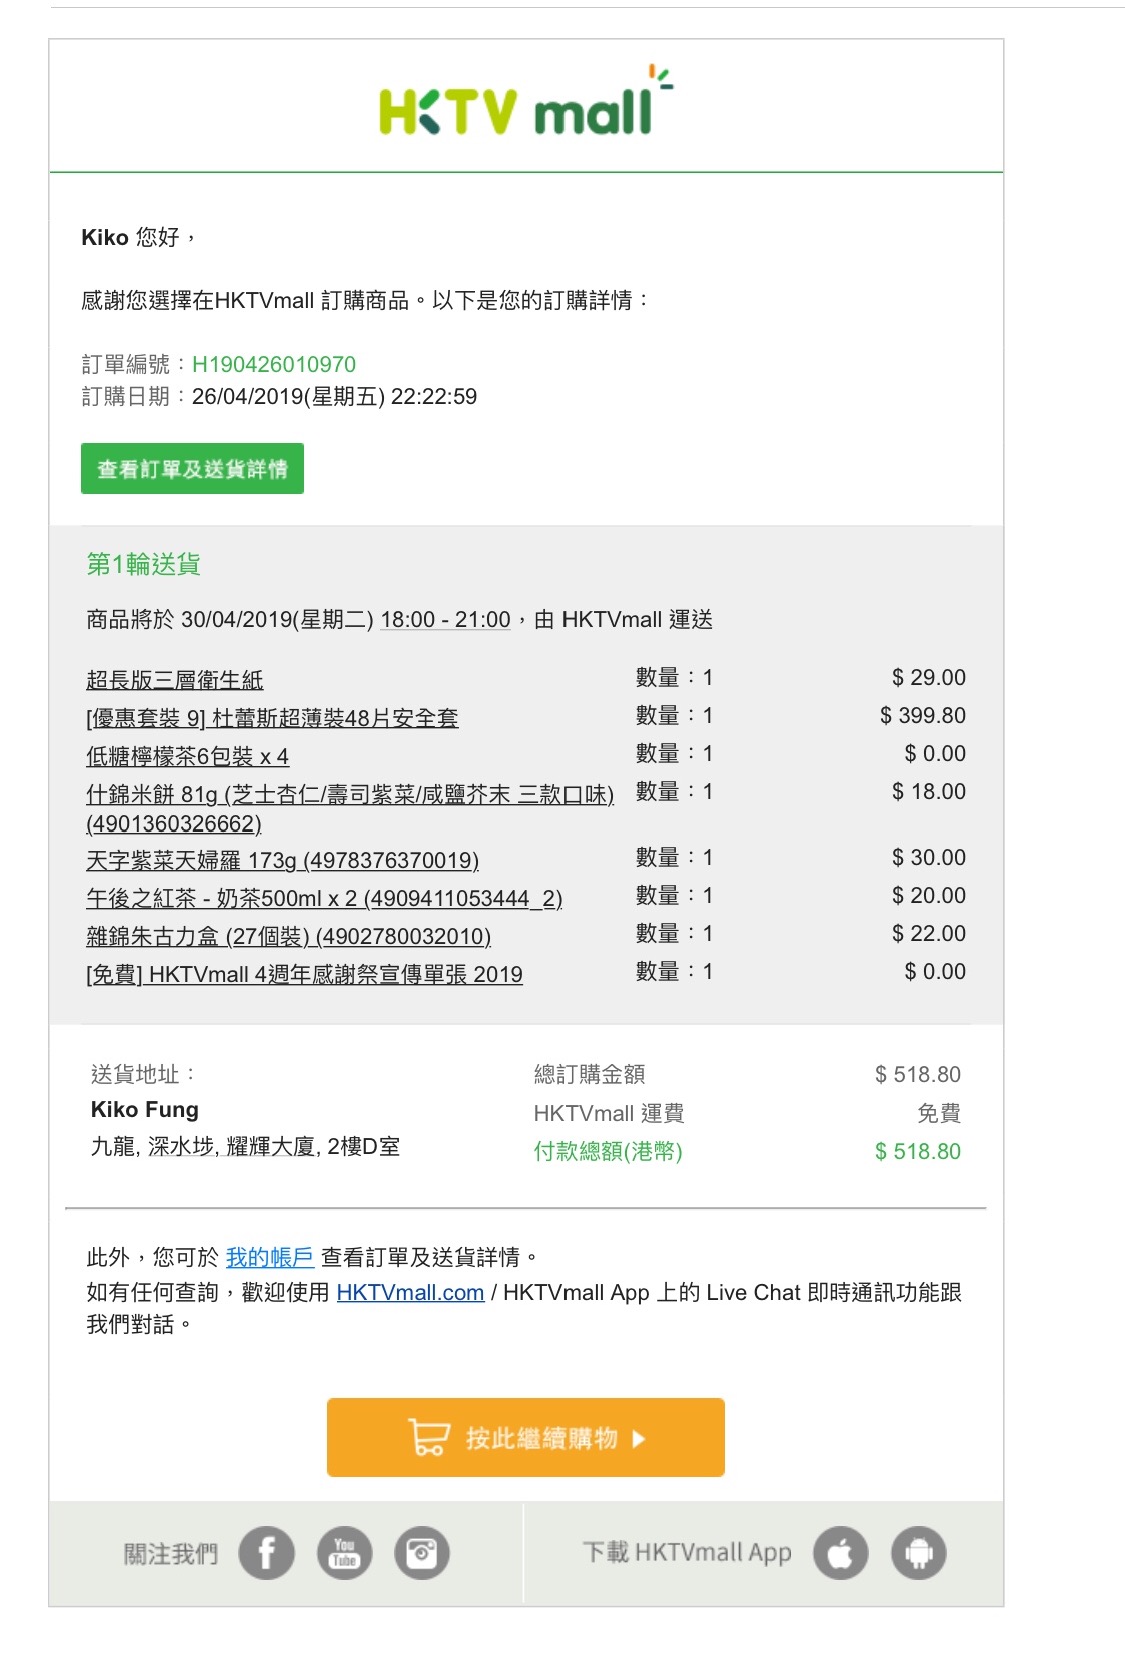 HKTV mall
Kiko 您好，
感謝您選擇在HKTVmall 訂購商品。以下是您的訂購詳情：
訂單編號：H190426010970
訂購日期：26/04/2019(星期五) 22:22:59
查看訂單及送貨詳情
第1輪送貨
商品將於 30/04/2019(星期二) 18:00 - 21:00，由 HKTVmall 運送
超長版三層衛生紙 數量：1 $ 29.00
[優惠套裝 9] 杜蕾斯超薄裝48片安全套 數量：1 $ 399.80
低糖檸檬茶6包裝 x 4 數量：1 $ 0.00
什錦米餅 81g (芝士杏仁/壽司紫菜/咸鹽芥末 三款口味) 數量：1 $ 18.00
(4901360326662)
天字紫菜天婦羅 173g (4978376370019) 數量：1 $ 30.00
午後之紅茶 - 奶茶500ml x 2 (4909411053444_2) 數量：1 $ 20.00
雜錦朱古力盒 (27個裝) (4902780032010) 數量：1 $ 22.00
[免費] HKTVmall 4週年感謝祭宣傳單張 2019 數量：1 $ 0.00
送貨地址： 總訂購金額 $ 518.80
Kiko Fung HKTVmall 運費 免費
九龍, 深水埗, 耀輝大廈, 2樓D室 付款總額(港幣) $ 518.80
此外，您可於 我的帳戶 查看訂單及送貨詳情。
如有任何查詢，歡迎使用 HKTVmall.com / HKTVmall App 上的 Live Chat 即時通訊功能跟
我們對話。
按此繼續購物
關注我們 You Tube 下載 HKTVmall App